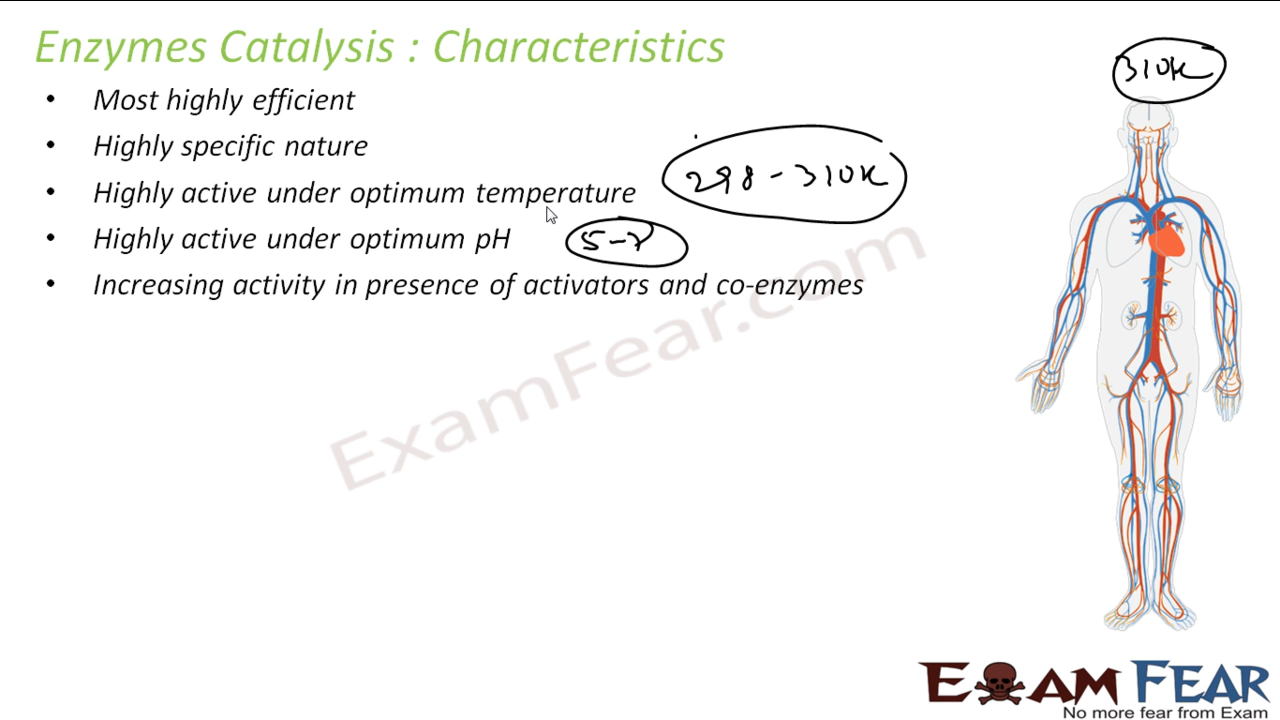 Enzymes Catalysis : Characteristics
310K
• Most highly efficient
• Highly specific nature
• Highly active under optimum temperature 298-310K
• Highly active under optimum pH 5-7
• Increasing activity in presence of activators and co-enzymes
ExamFear.com
EXAM FEAR
No more fear from Exam